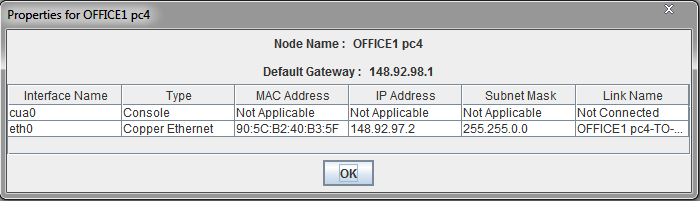 Properties for OFFICE1 pc4
Node Name : OFFICE1 pc4
Default Gateway : 148.92.98.1
Interface Name Type MAC Address IP Address Subnet Mask Link Name
cua0 Console Not Applicable Not Applicable Not Applicable Not Connected
eth0 Copper Ethernet 90:5C:B2:40:B3:5F 148.92.97.2 255.255.0.0 OFFICE1 pc4-TO-...
OK